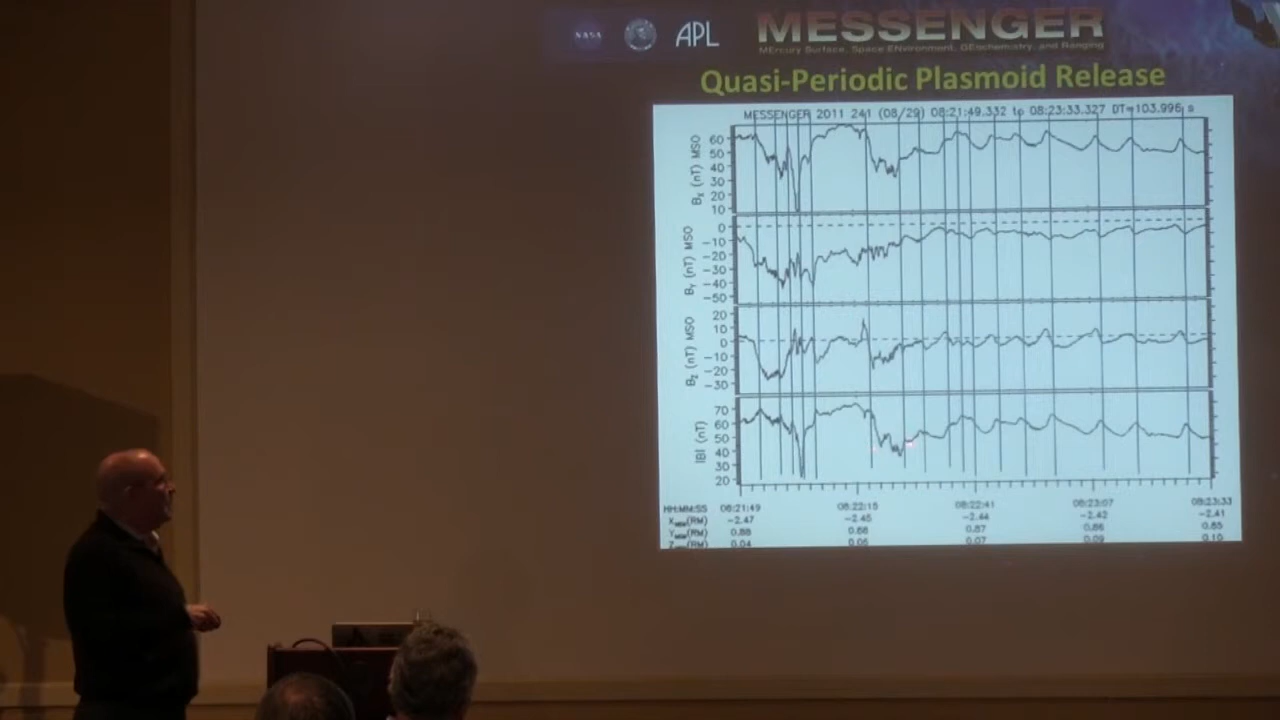 NASA
APL
MESSENGER
MErcury Surface, Space ENvironment, GEochemistry, and Ranging
Quasi-Periodic Plasmoid Release
MESSENGER 2011 241 (08/29) 08:21:49.332 to 08:23:33.327 DT=103.996 s
Bx (nT) MSO
60
50
40
30
20
10
By (nT) MSO
0
-10
-20
-30
-40
-50
Bz (nT) MSO
20
10
0
-10
-20
-30
|B| (nT)
70
60
50
40
30
20
HH:MM:SS 08:21:49 08:22:15 08:22:41 08:23:07 08:23:33
X (RM) -2.47 -2.45 -2.44 -2.42 -2.41
Y (RM) 0.88 0.87 0.86 0.85
Z (RM) 0.04 0.07 0.09 0.10